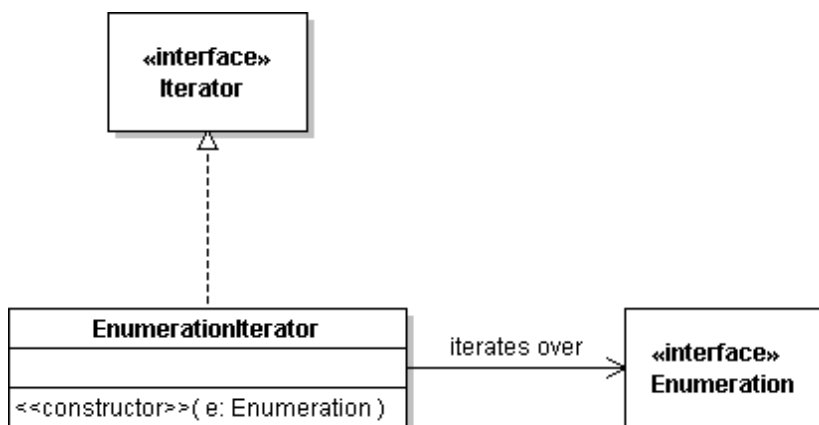 «interface»
Iterator
EnumerationIterator
<<constructor>>( e: Enumeration )
iterates over
«interface»
Enumeration